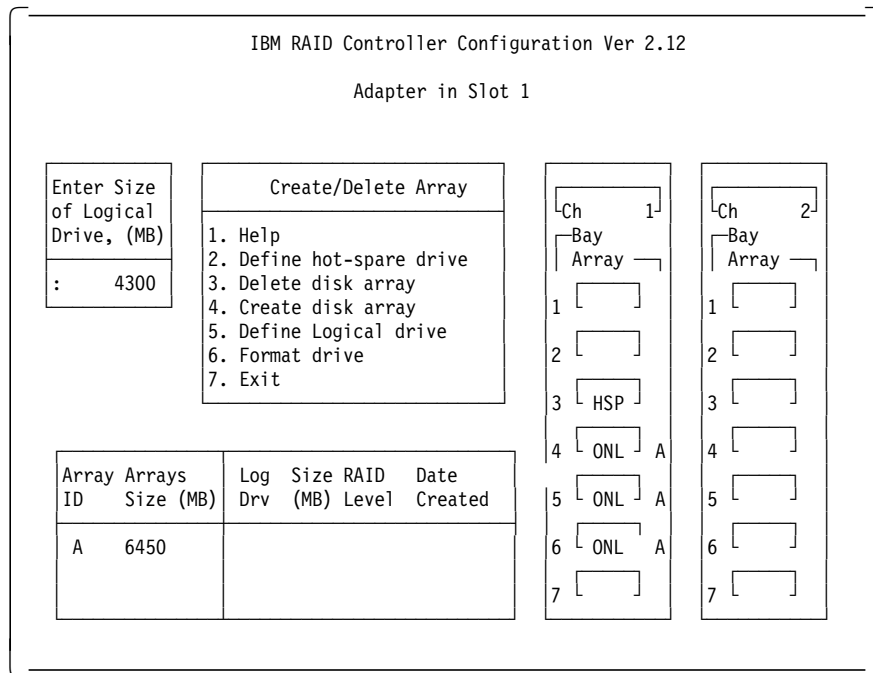 IBM RAID Controller Configuration Ver 2.12
Adapter in Slot 1
Enter Size
of Logical
Drive, (MB)
: 4300
Create/Delete Array
1. Help
2. Define hot-spare drive
3. Delete disk array
4. Create disk array
5. Define Logical drive
6. Format drive
7. Exit
Array Arrays Log Size RAID Date
ID Size (MB) Drv (MB) Level Created
A 6450
Ch 1
Bay
Array
1
2
3 HSP
4 ONL A
5 ONL A
6 ONL A
7
Ch 2
Bay
Array
1
2
3
4
5
6
7